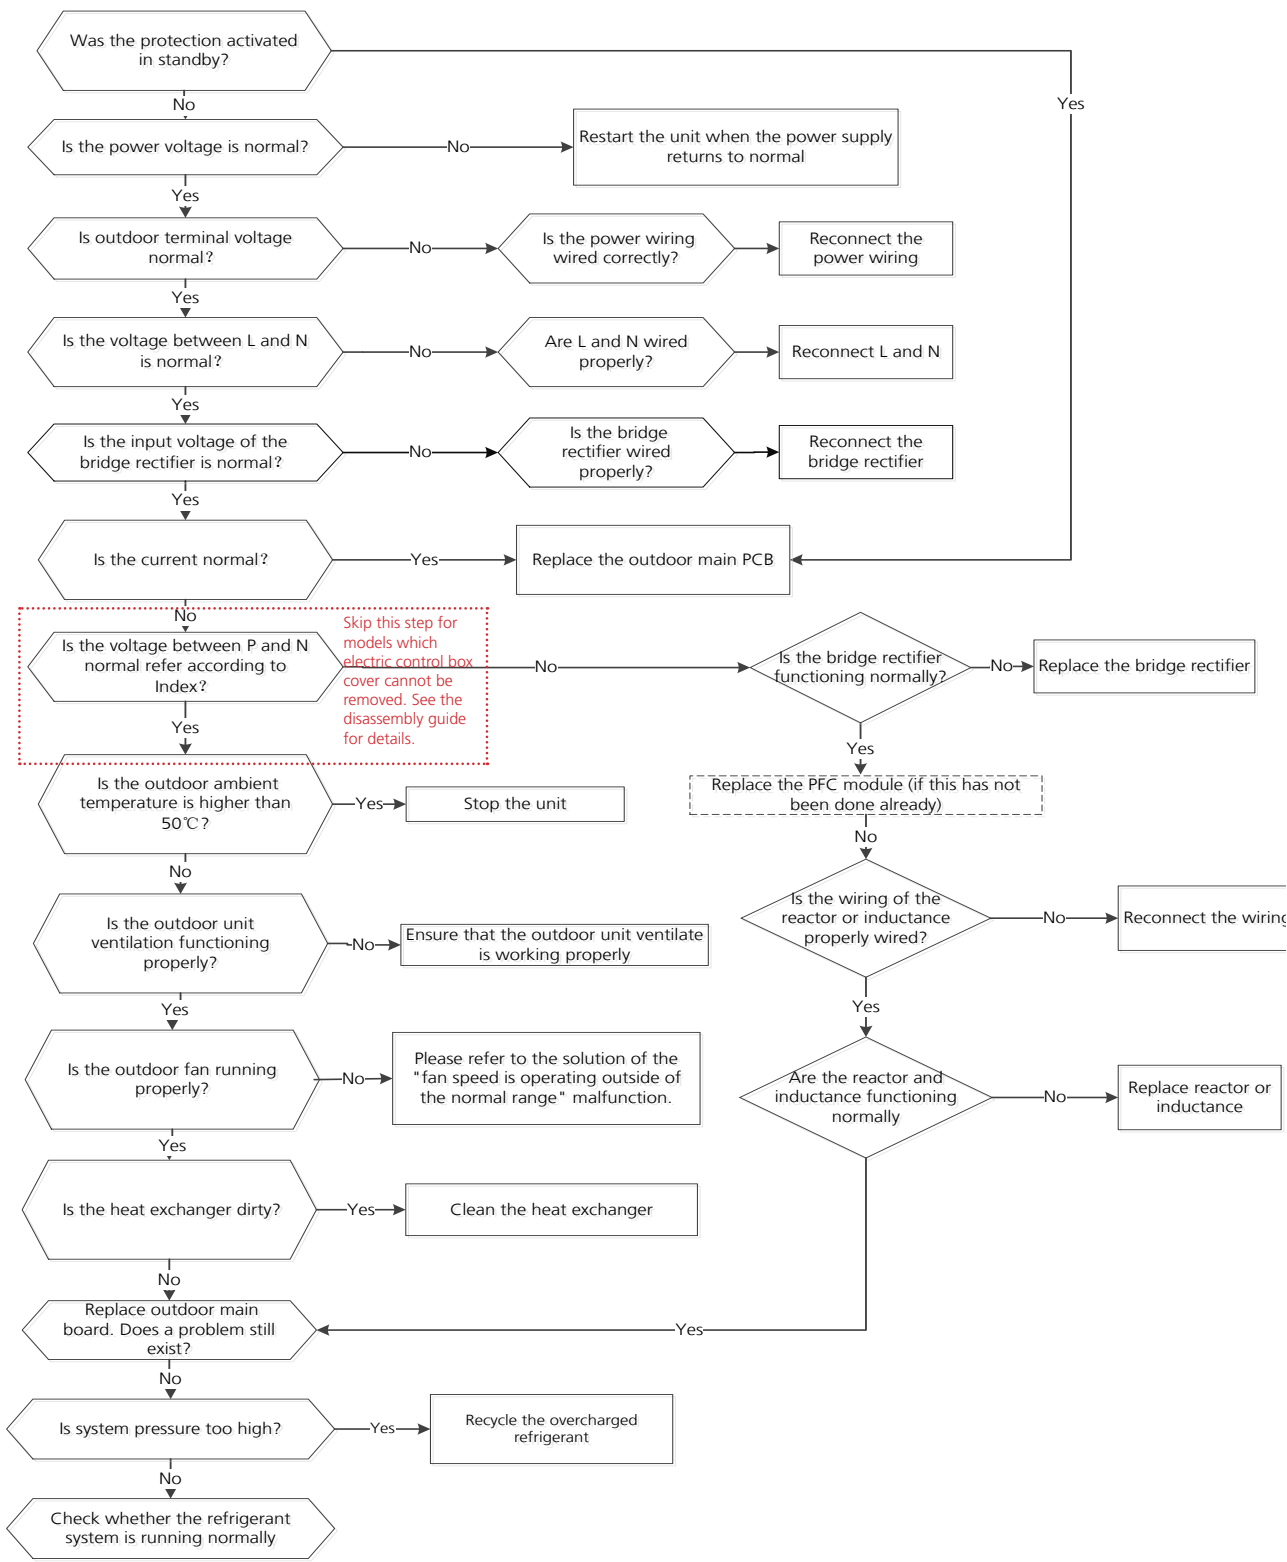 Was the protection activated
in standby?
Yes
No
Is the power voltage is normal?
No
Restart the unit when the power supply
returns to normal
Yes
Is outdoor terminal voltage
normal?
No
Is the power wiring
wired correctly?
Reconnect the
power wiring
Yes
Is the voltage between L and N
is normal?
No
Are L and N wired
properly?
Reconnect L and N
Yes
Is the input voltage of the
bridge rectifier is normal?
No
Is the bridge
rectifier wired
properly?
Reconnect the
bridge rectifier
Yes
Is the current normal?
Yes
Replace the outdoor main PCB
No
Is the voltage between P and N
normal refer according to
Index?
Skip this step for
models which
electric control box
cover cannot be
removed. See the
disassembly guide
for details.
No
Is the bridge rectifier
functioning normally?
No
Replace the bridge rectifier
Yes
Yes
Is the outdoor ambient
temperature is higher than
50℃?
Yes
Stop the unit
Replace the PFC module (if this has not
been done already)
No
No
Is the outdoor unit
ventilation functioning
properly?
No
Ensure that the outdoor unit ventilate
is working properly
Is the wiring of the
reactor or inductance
properly wired?
No
Reconnect the wiring
Yes
Yes
Is the outdoor fan running
properly?
No
Please refer to the solution of the
"fan speed is operating outside of
the normal range" malfunction.
Are the reactor and
inductance functioning
normally
No
Replace reactor or
inductance
Yes
Is the heat exchanger dirty?
Yes
Clean the heat exchanger
No
Replace outdoor main
board. Does a problem still
exist?
Yes
No
Is system pressure too high?
Yes
Recycle the overcharged
refrigerant
No
Check whether the refrigerant
system is running normally